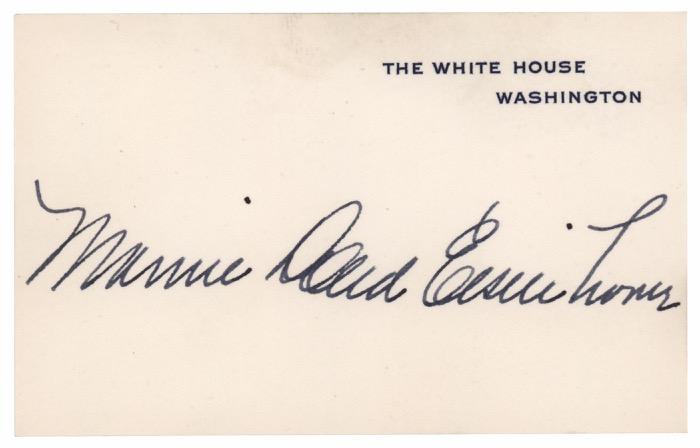 THE WHITE HOUSE
WASHINGTON
Mamie Doud Eisenhower